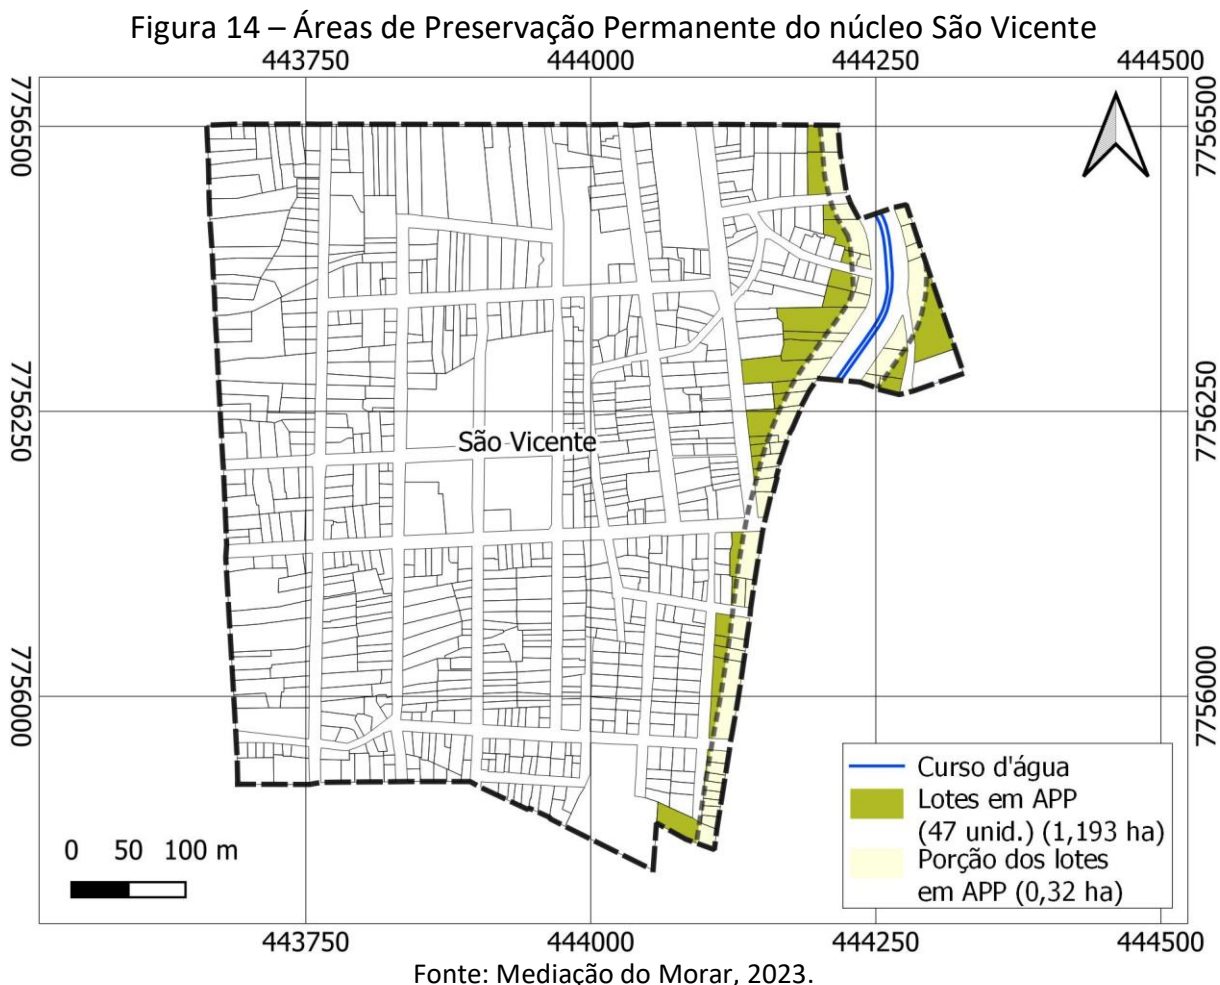 Figura 14 – Áreas de Preservação Permanente do núcleo São Vicente
443750 444000 444250 444500
7756500 7756500
7756250 7756250
São Vicente
7756000 7756000
Curso d'água
Lotes em APP
(47 unid.) (1,193 ha)
Porção dos lotes
em APP (0,32 ha)
0 50 100 m
443750 444000 444250 444500
Fonte: Mediação do Morar, 2023.